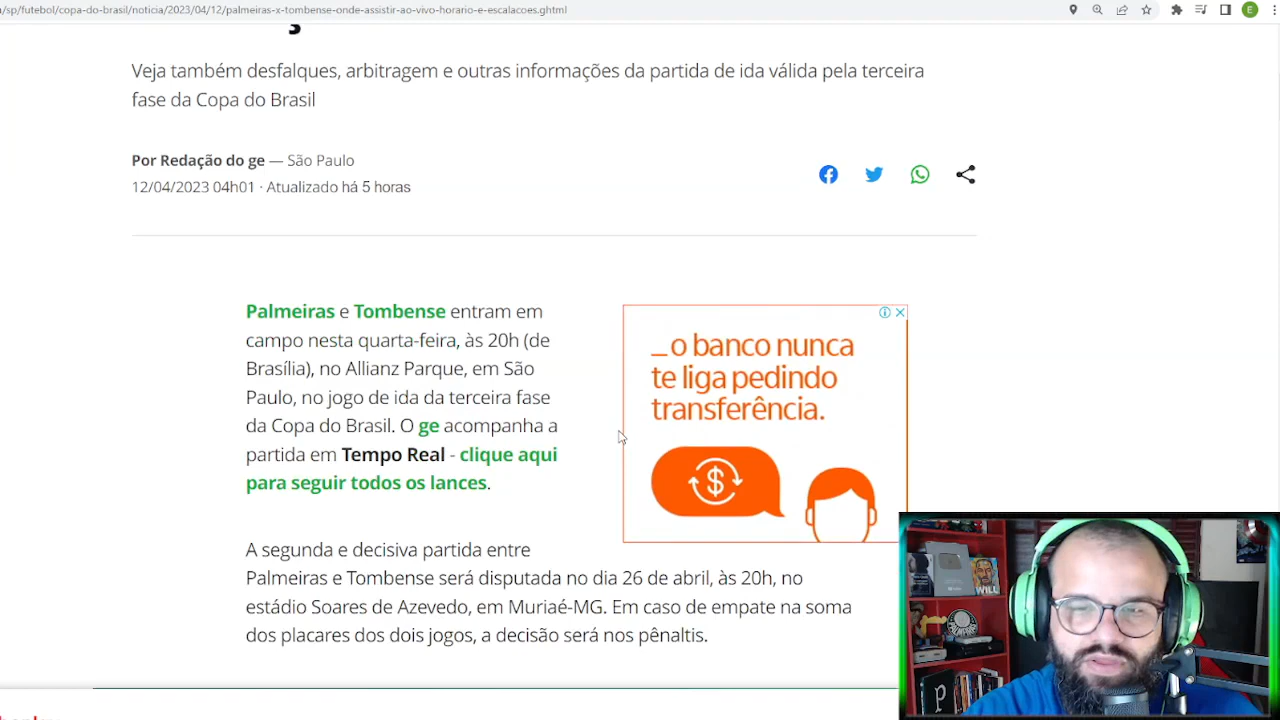 /sp/futebol/copa-do-brasil/noticia/2023/04/12/palmeiras-x-tombense-onde-assistir-ao-vivo-horario-e-escalacoes.ghtml
E
Veja também desfalques, arbitragem e outras informações da partida de ida válida pela terceira
fase da Copa do Brasil
Por Redação do ge — São Paulo
12/04/2023 04h01 · Atualizado há 5 horas
Palmeiras e Tombense entram em
campo nesta quarta-feira, às 20h (de
Brasília), no Allianz Parque, em São
Paulo, no jogo de ida da terceira fase
da Copa do Brasil. O ge acompanha a
partida em Tempo Real - clique aqui
para seguir todos os lances.
_o banco nunca
te liga pedindo
transferência.
$
A segunda e decisiva partida entre
Palmeiras e Tombense será disputada no dia 26 de abril, às 20h, no
estádio Soares de Azevedo, em Muriaé-MG. Em caso de empate na soma
dos placares dos dois jogos, a decisão será nos pênaltis.
WILL
PALMEIRAS